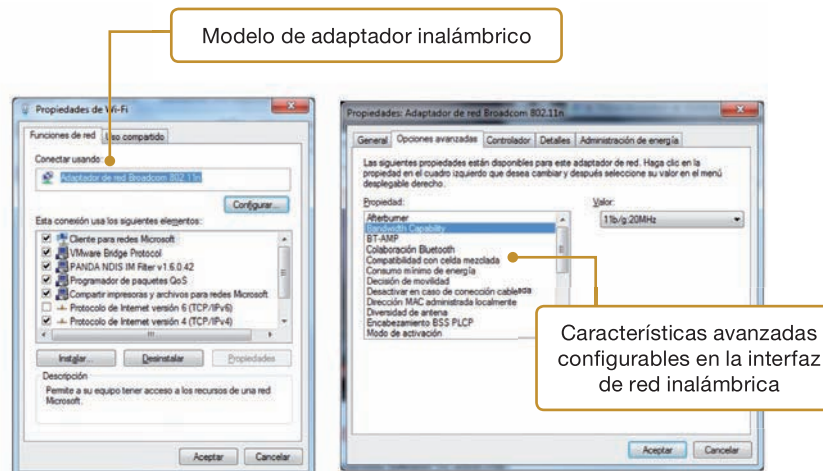 Modelo de adaptador inalámbrico
Propiedades de Wi-Fi
Funciones de red Uso compartido
Conectar usando:
Adaptador de red Broadcom 802.11n
Configurar...
Esta conexión usa los siguientes elementos:
Cliente para redes Microsoft
VMware Bridge Protocol
PANDA NDIS IM Filter v1.6.0.42
Programador de paquetes QoS
Compartir impresoras y archivos para redes Microsoft
Protocolo de Internet versión 6 (TCP/IPv6)
Protocolo de Internet versión 4 (TCP/IPv4)
Instalar... Desinstalar Propiedades
Descripción
Permite a su equipo tener acceso a los recursos de una red
Microsoft.
Aceptar Cancelar
Propiedades: Adaptador de red Broadcom 802.11n
General Opciones avanzadas Controlador Detalles Administración de energía
Las siguientes propiedades están disponibles para este
adaptador de red. Haga clic en la
propiedad en el cuadro izquierdo que desea cambiar y después seleccione su valor en el menú
desplegable derecho.
Propiedad:
Afterburner
Bandwidth Capability
BT-AMP
Colaboración Bluetooth
Compatibilidad con celda mezclada
Consumo mínimo de energía
Decisión de movilidad
Desactivar en caso de conección cableada
Dirección MAC administrada localmente
Diversidad de antena
Encabezamiento BSS PLCP
Modo de activación
Valor:
11b/g:20MHz
Características avanzadas
configurables en la interfaz
de red inalámbrica
Aceptar Cancelar